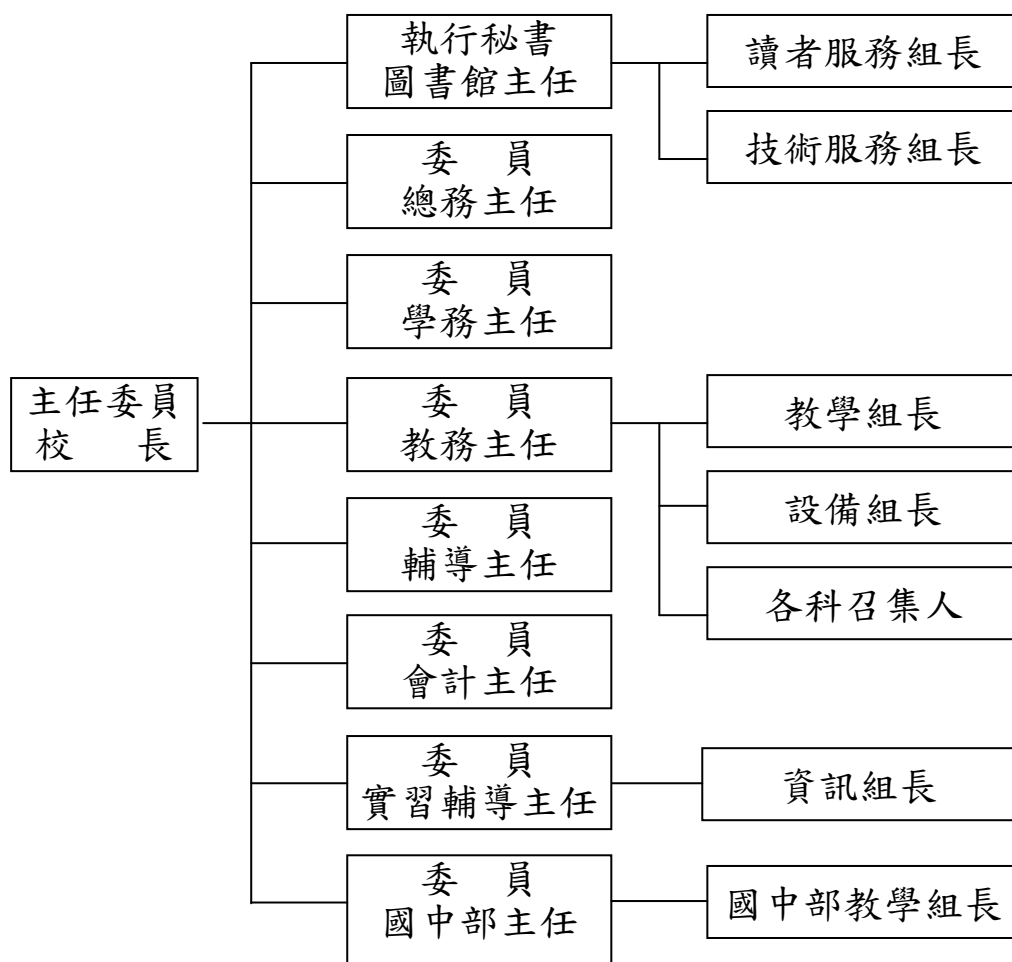 主任委員
校　　長
執行秘書
圖書館主任
讀者服務組長
技術服務組長
委　員
總務主任
委　員
學務主任
委　員
教務主任
教學組長
設備組長
各科召集人
委　員
輔導主任
委　員
會計主任
委　員
實習輔導主任
資訊組長
委　員
國中部主任
國中部教學組長